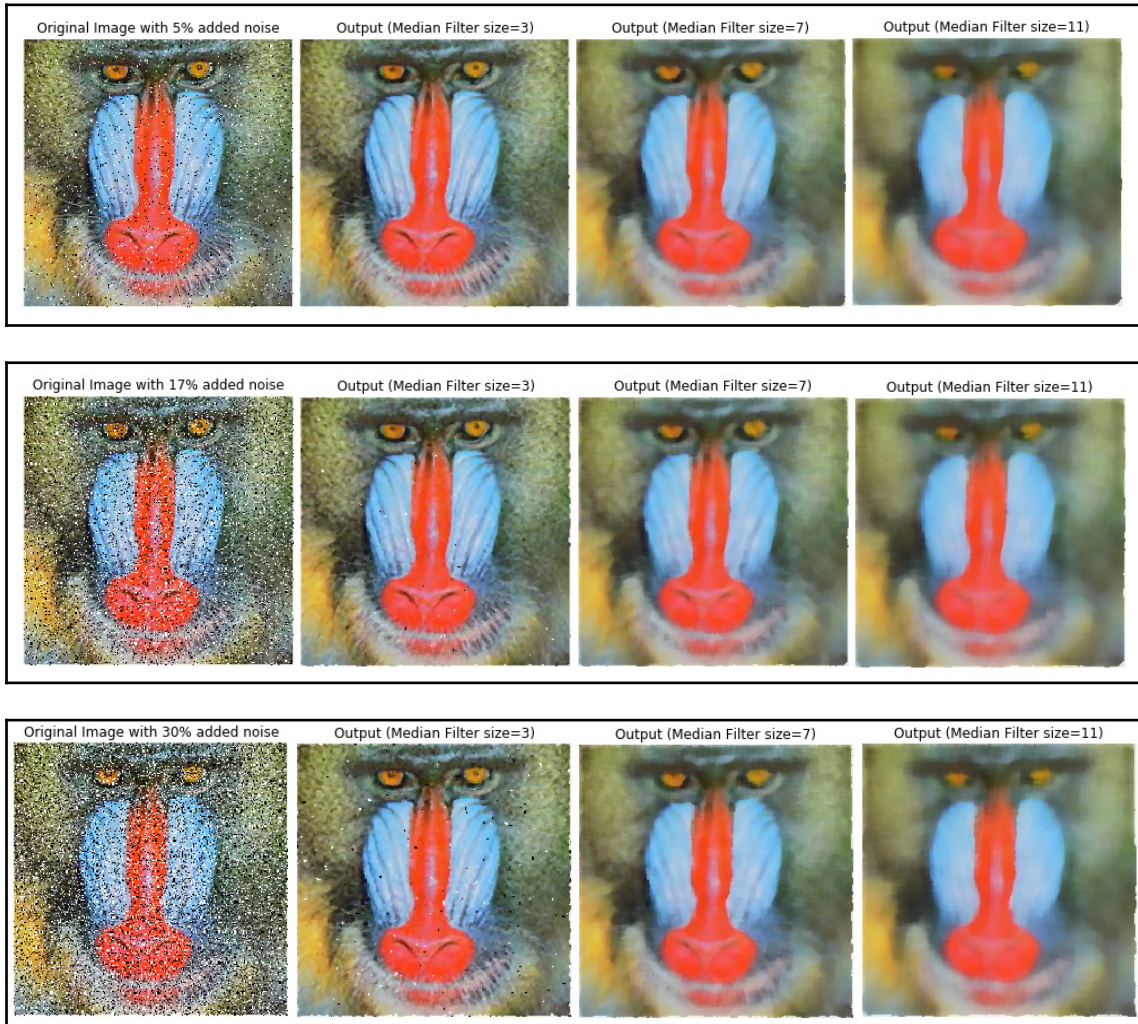 Original Image with 5% added noise
Output (Median Filter size=3)
Output (Median Filter size=7)
Output (Median Filter size=11)
Original Image with 17% added noise
Output (Median Filter size=3)
Output (Median Filter size=7)
Output (Median Filter size=11)
Original Image with 30% added noise
Output (Median Filter size=3)
Output (Median Filter size=7)
Output (Median Filter size=11)